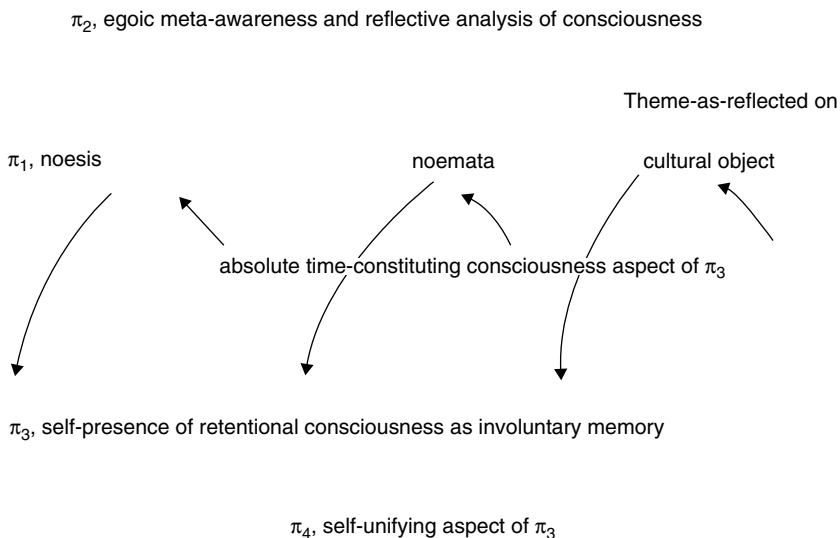 π2, egoic meta-awareness and reflective analysis of consciousness
Theme-as-reflected on
π1, noesis noemata cultural object
absolute time-constituting consciousness aspect of π3
π3, self-presence of retentional consciousness as involuntary memory
π4, self-unifying aspect of π3